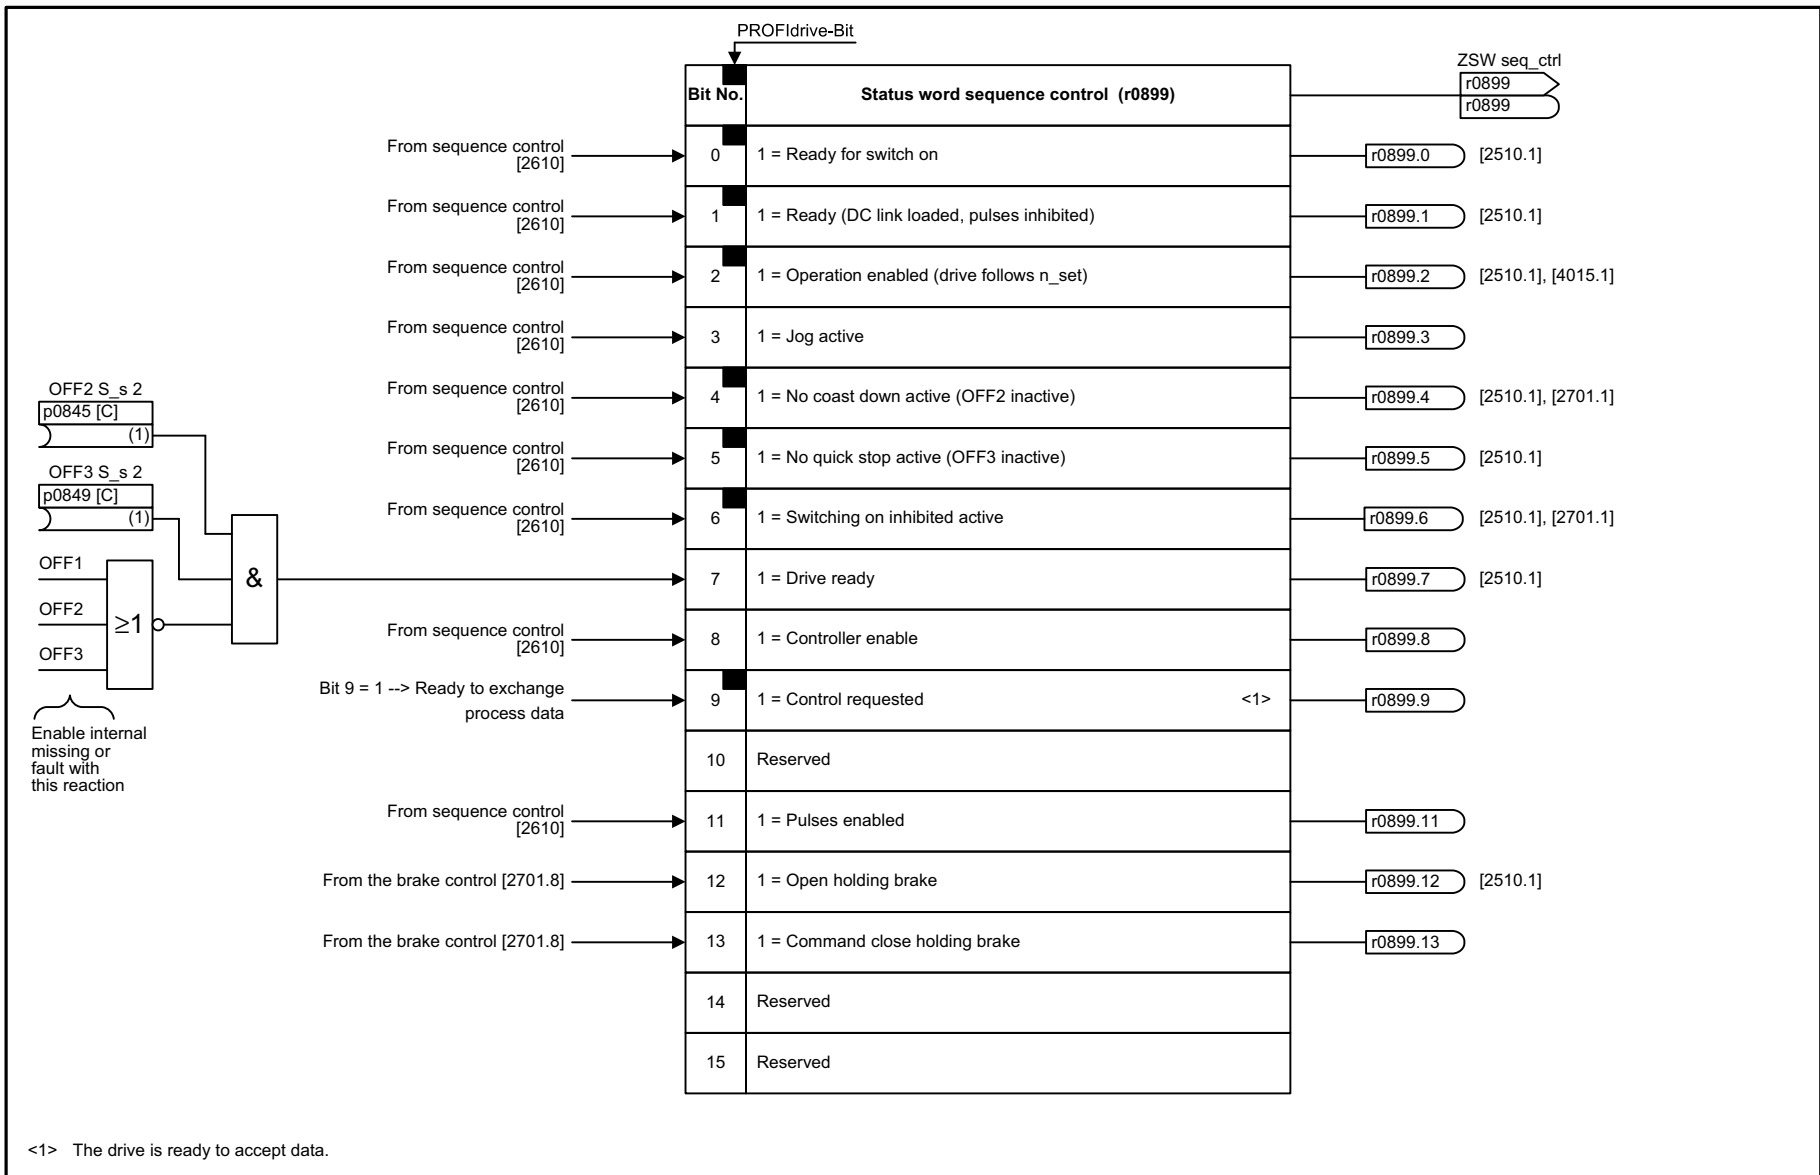 PROFIdrive-Bit
ZSW seq_ctrl
r0899
r0899
Bit No.
Status word sequence control (r0899)
From sequence control
[2610]
0
1 = Ready for switch on
r0899.0
[2510.1]
From sequence control
[2610]
1
1 = Ready (DC link loaded, pulses inhibited)
r0899.1
[2510.1]
From sequence control
[2610]
2
1 = Operation enabled (drive follows n_set)
r0899.2
[2510.1], [4015.1]
From sequence control
[2610]
3
1 = Jog active
r0899.3
From sequence control
[2610]
4
1 = No coast down active (OFF2 inactive)
r0899.4
[2510.1], [2701.1]
From sequence control
[2610]
5
1 = No quick stop active (OFF3 inactive)
r0899.5
[2510.1]
From sequence control
[2610]
6
1 = Switching on inhibited active
r0899.6
[2510.1], [2701.1]
OFF2 S_s 2
p0845 [C]
(1)
OFF3 S_s 2
p0849 [C]
(1)
OFF1
OFF2
OFF3
≥1
&
Enable internal
missing or
fault with
this reaction
7
1 = Drive ready
r0899.7
[2510.1]
From sequence control
[2610]
8
1 = Controller enable
r0899.8
Bit 9 = 1 --> Ready to exchange
process data
9
1 = Control requested <1>
r0899.9
10
Reserved
From sequence control
[2610]
11
1 = Pulses enabled
r0899.11
From the brake control [2701.8]
12
1 = Open holding brake
r0899.12
[2510.1]
From the brake control [2701.8]
13
1 = Command close holding brake
r0899.13
14
Reserved
15
Reserved
<1> The drive is ready to accept data.